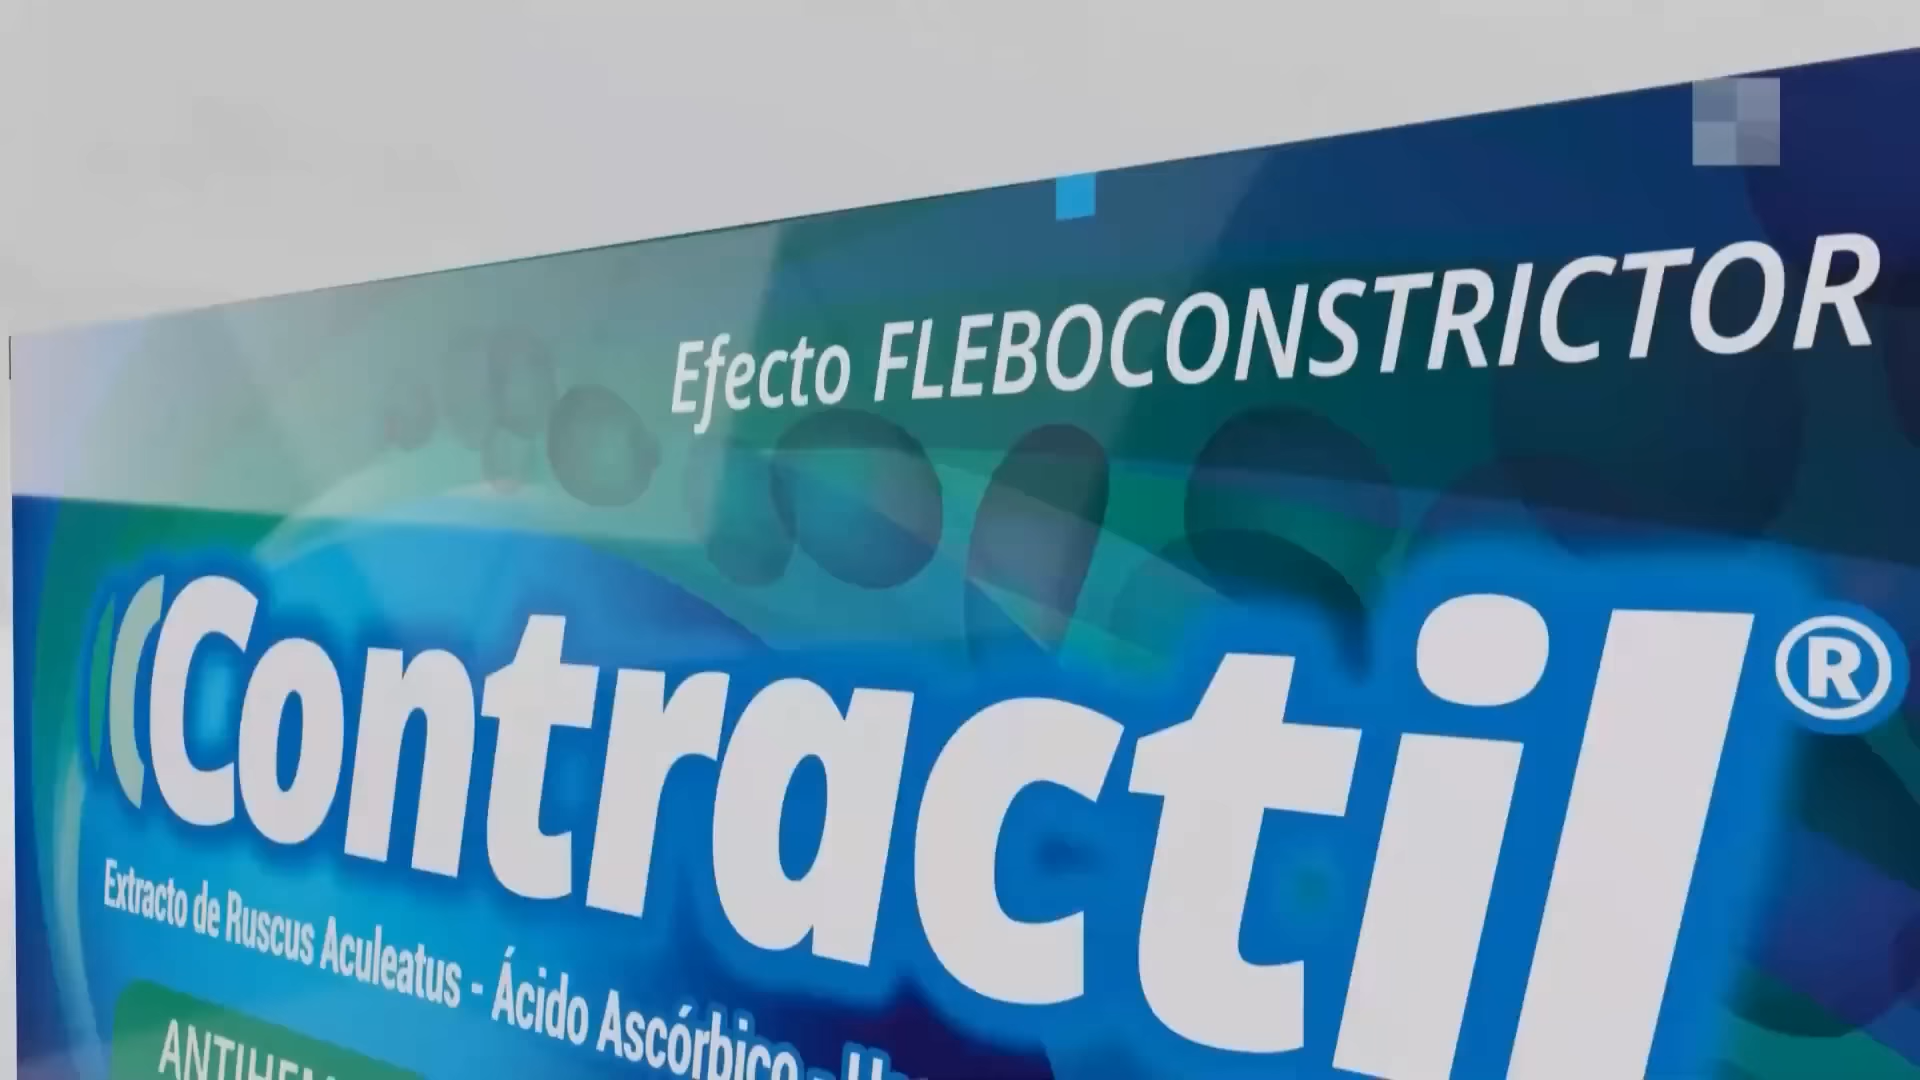 Efecto FLEBOCONSTRICTOR
Contractil®
Extracto de Ruscus Aculeatus - Ácido Ascórbico -